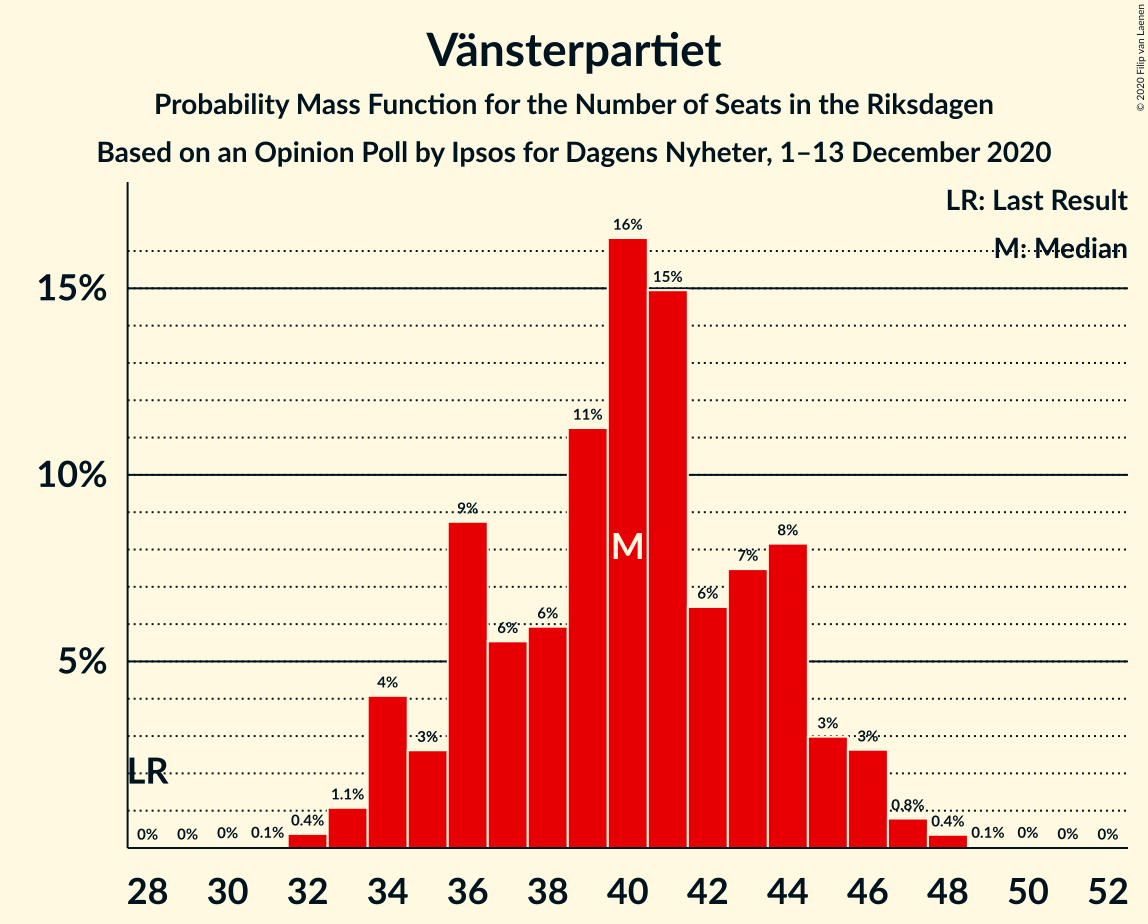 Vänsterpartiet
Probability Mass Function for the Number of Seats in the Riksdagen
Based on an Opinion Poll by Ipsos for Dagens Nyheter, 1–13 December 2020
© 2020 Filip van Laenen
LR: Last Result
M: Median
15%
10%
5%
LR
0% 0% 0% 0.1% 0.4% 1.1% 4% 3% 9% 6% 6% 11% 16% 15% 6% 7% 8% 3% 3% 0.8% 0.4% 0.1% 0% 0% 0%
M
28 30 32 34 36 38 40 42 44 46 48 50 52